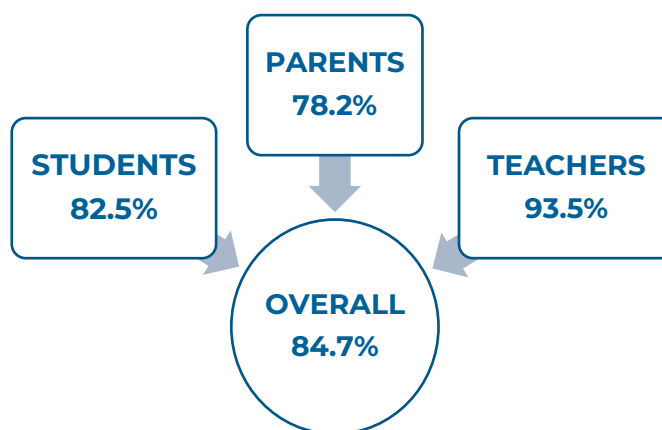 PARENTS
78.2%
STUDENTS
82.5%
TEACHERS
93.5%
OVERALL
84.7%